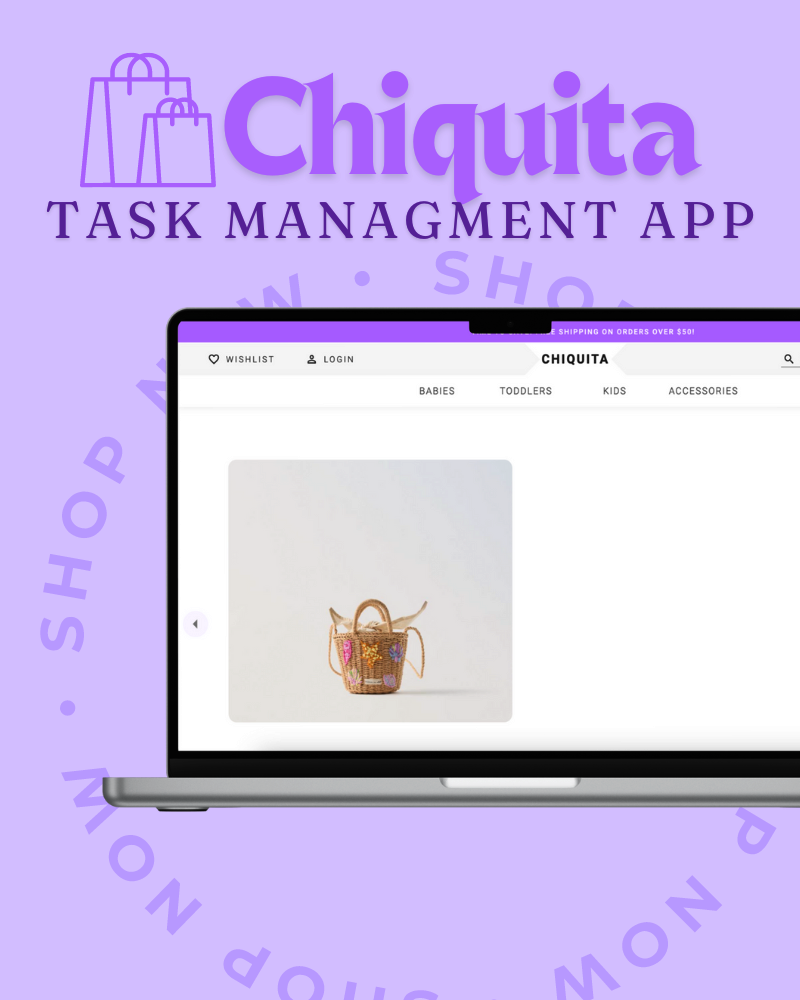 Chiquita
TASK MANAGMENT APP
SHOP NOW • SHOP NOW • SHOP NOW
SHIPPING ON ORDERS OVER $50!
WISHLIST
LOGIN
CHIQUITA
BABIES
TODDLERS
KIDS
ACCESSORIES